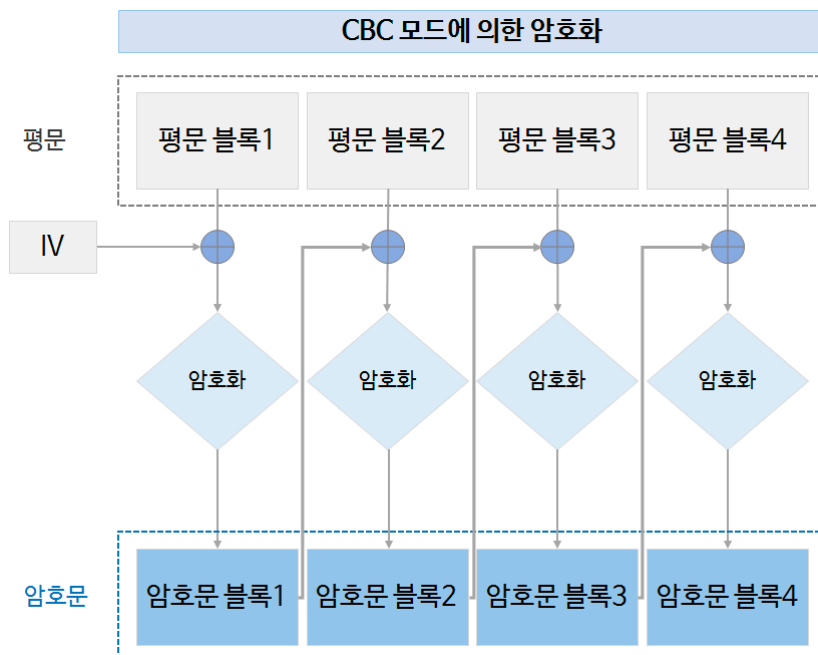 CBC 모드에 의한 암호화
평문
평문 블록1
평문 블록2
평문 블록3
평문 블록4
IV
암호화
암호화
암호화
암호화
암호문
암호문 블록1
암호문 블록2
암호문 블록3
암호문 블록4